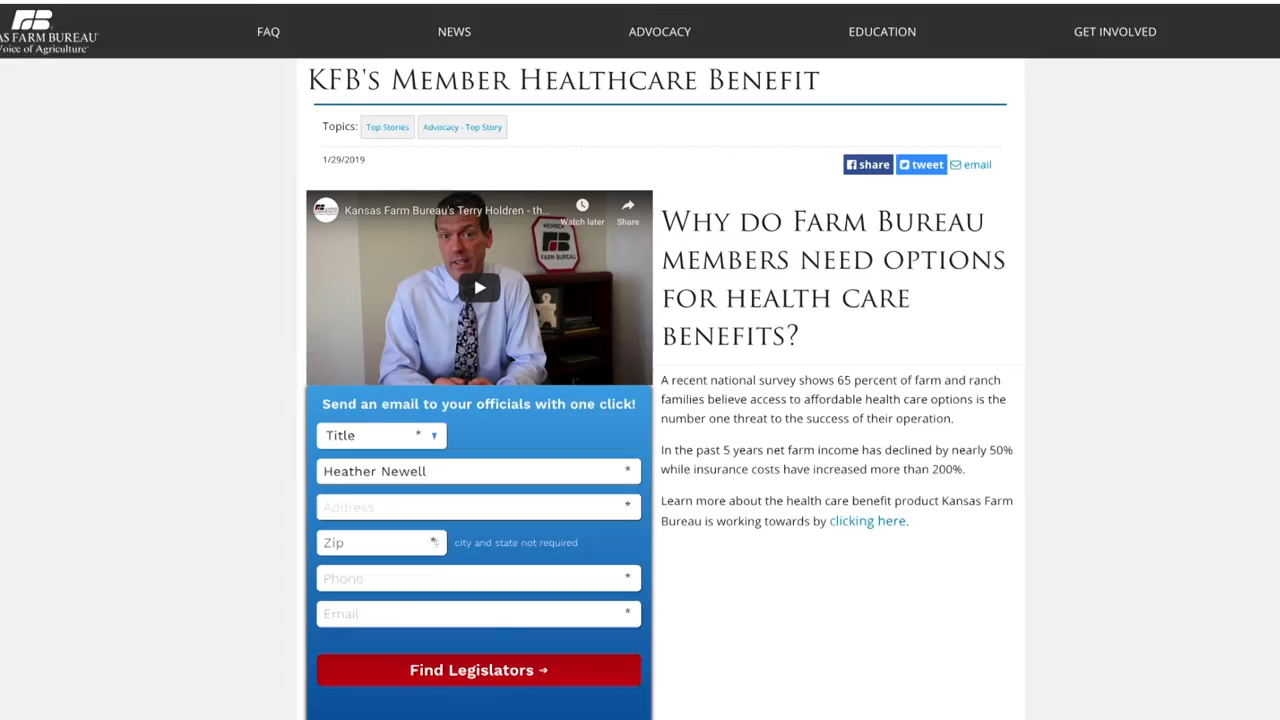 AS FARM BUREAU
Voice of Agriculture
FAQ
NEWS
ADVOCACY
EDUCATION
GET INVOLVED
KFB's Member Healthcare Benefit
Topics: Top Stories Advocacy - Top Story
1/29/2019
share tweet email
Kansas Farm Bureau's Terry Holdren - th...
Watch later
Share
MEMBER
FARM BUREAU
Send an email to your officials with one click!
Title *
Heather Newell *
Address *
Zip * city and state not required
Phone *
Email *
Find Legislators →
Why do Farm Bureau
members need options
for health care
benefits?
A recent national survey shows 65 percent of farm and ranch
families believe access to affordable health care options is the
number one threat to the success of their operation.
In the past 5 years net farm income has declined by nearly 50%
while insurance costs have increased more than 200%.
Learn more about the health care benefit product Kansas Farm
Bureau is working towards by clicking here.